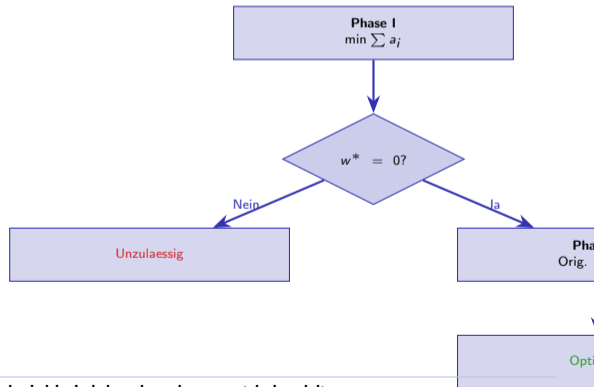 Phase I
min ∑ aᵢ
w* = 0?
Nein
Ja
Unzulaessig
Orig.